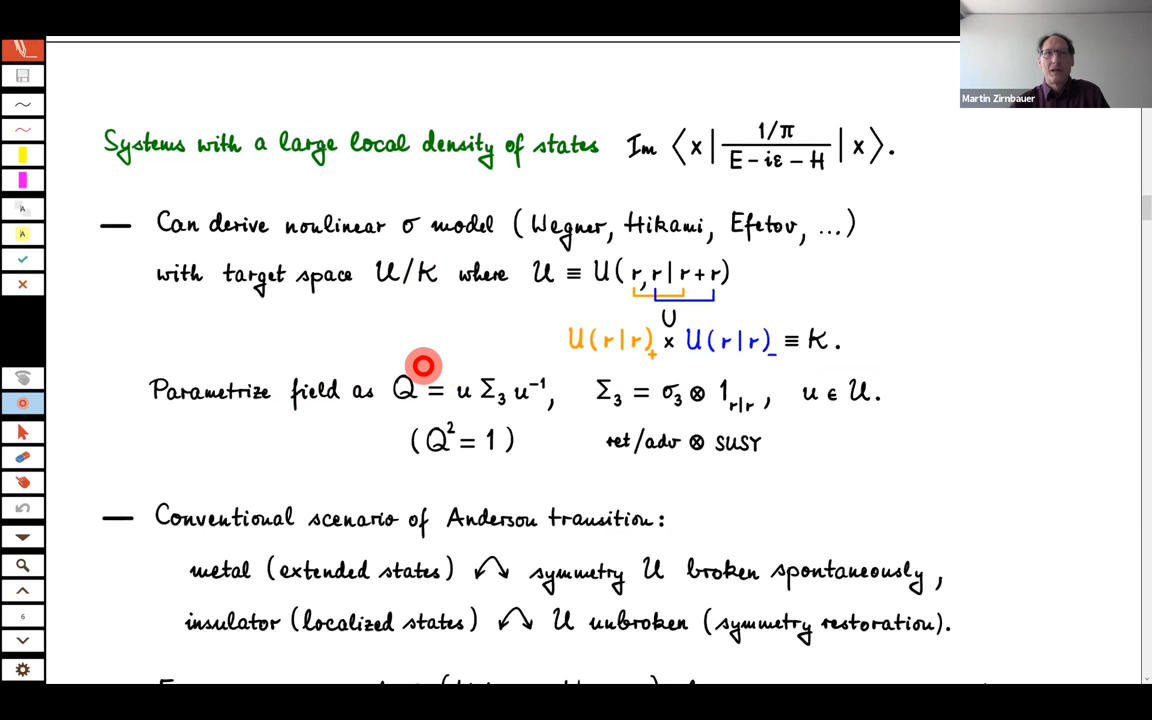 Martin Zirnbauer
Systems with a large local density of states Im ⟨x| (1/π)/(E - iε - H) |x⟩.
— Can derive nonlinear σ model (Wegner, Hikami, Efetov, ...)
with target space U/K where U ≡ U(r,r|r+r)
∪
U(r|r)₊ × U(r|r)₋ ≡ K.
Parametrize field as Q = u Σ₃ u⁻¹, Σ₃ = σ₃ ⊗ 1_r|r, u ∈ U.
(Q² = 1) ret/adv ⊗ SUSY
— Conventional scenario of Anderson transition:
metal (extended states) ↶↷ symmetry U broken spontaneously,
insulator (localized states) ↶↷ U unbroken (symmetry restoration).
A
A
6